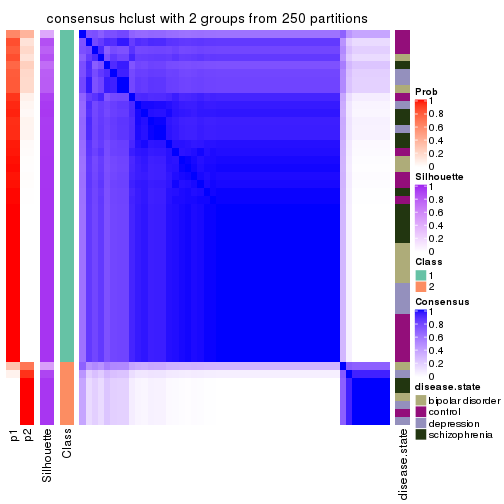 consensus hclust with 2 groups from 250 partitions
Prob
1
0.8
0.6
0.4
0.2
0
Silhouette
1
0.8
0.6
0.4
0.2
0
Class
1
2
Consensus
1
0.8
0.6
0.4
0.2
0
disease.state
bipolar disorder
control
depression
schizophrenia
p1
p2
Silhouette
Class
disease.state